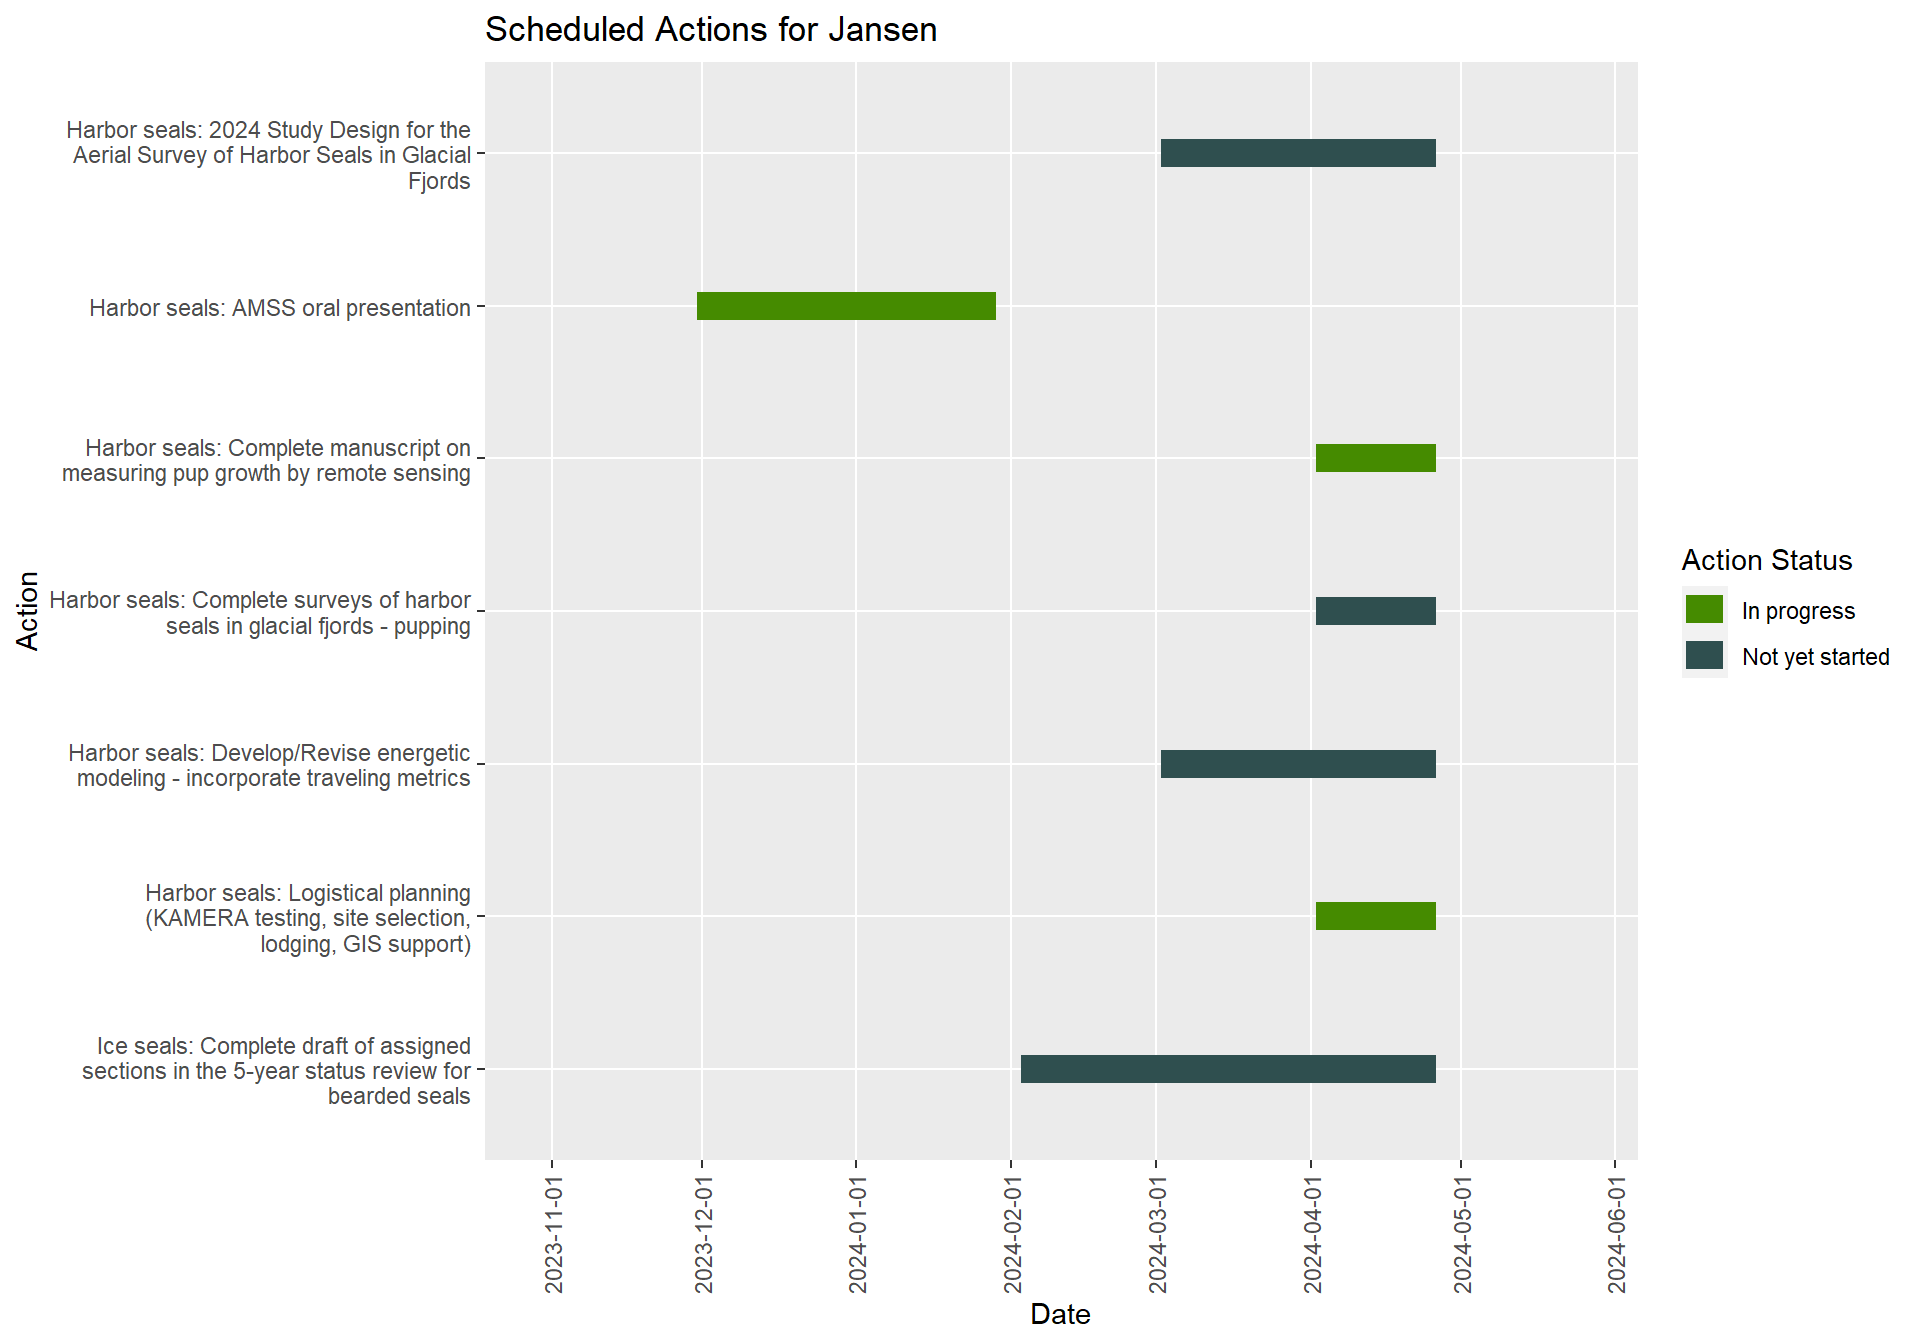 Scheduled Actions for Jansen
Harbor seals: 2024 Study Design for the
Aerial Survey of Harbor Seals in Glacial
Fjords
Harbor seals: AMSS oral presentation
Harbor seals: Complete manuscript on
measuring pup growth by remote sensing
Harbor seals: Complete surveys of harbor
seals in glacial fjords - pupping
Harbor seals: Develop/Revise energetic
modeling - incorporate traveling metrics
Harbor seals: Logistical planning
(KAMERA testing, site selection,
lodging, GIS support)
Ice seals: Complete draft of assigned
sections in the 5-year status review for
bearded seals
Action
2023-11-01
2023-12-01
2024-01-01
2024-02-01
2024-03-01
2024-04-01
2024-05-01
2024-06-01
Date
Action Status
In progress
Not yet started